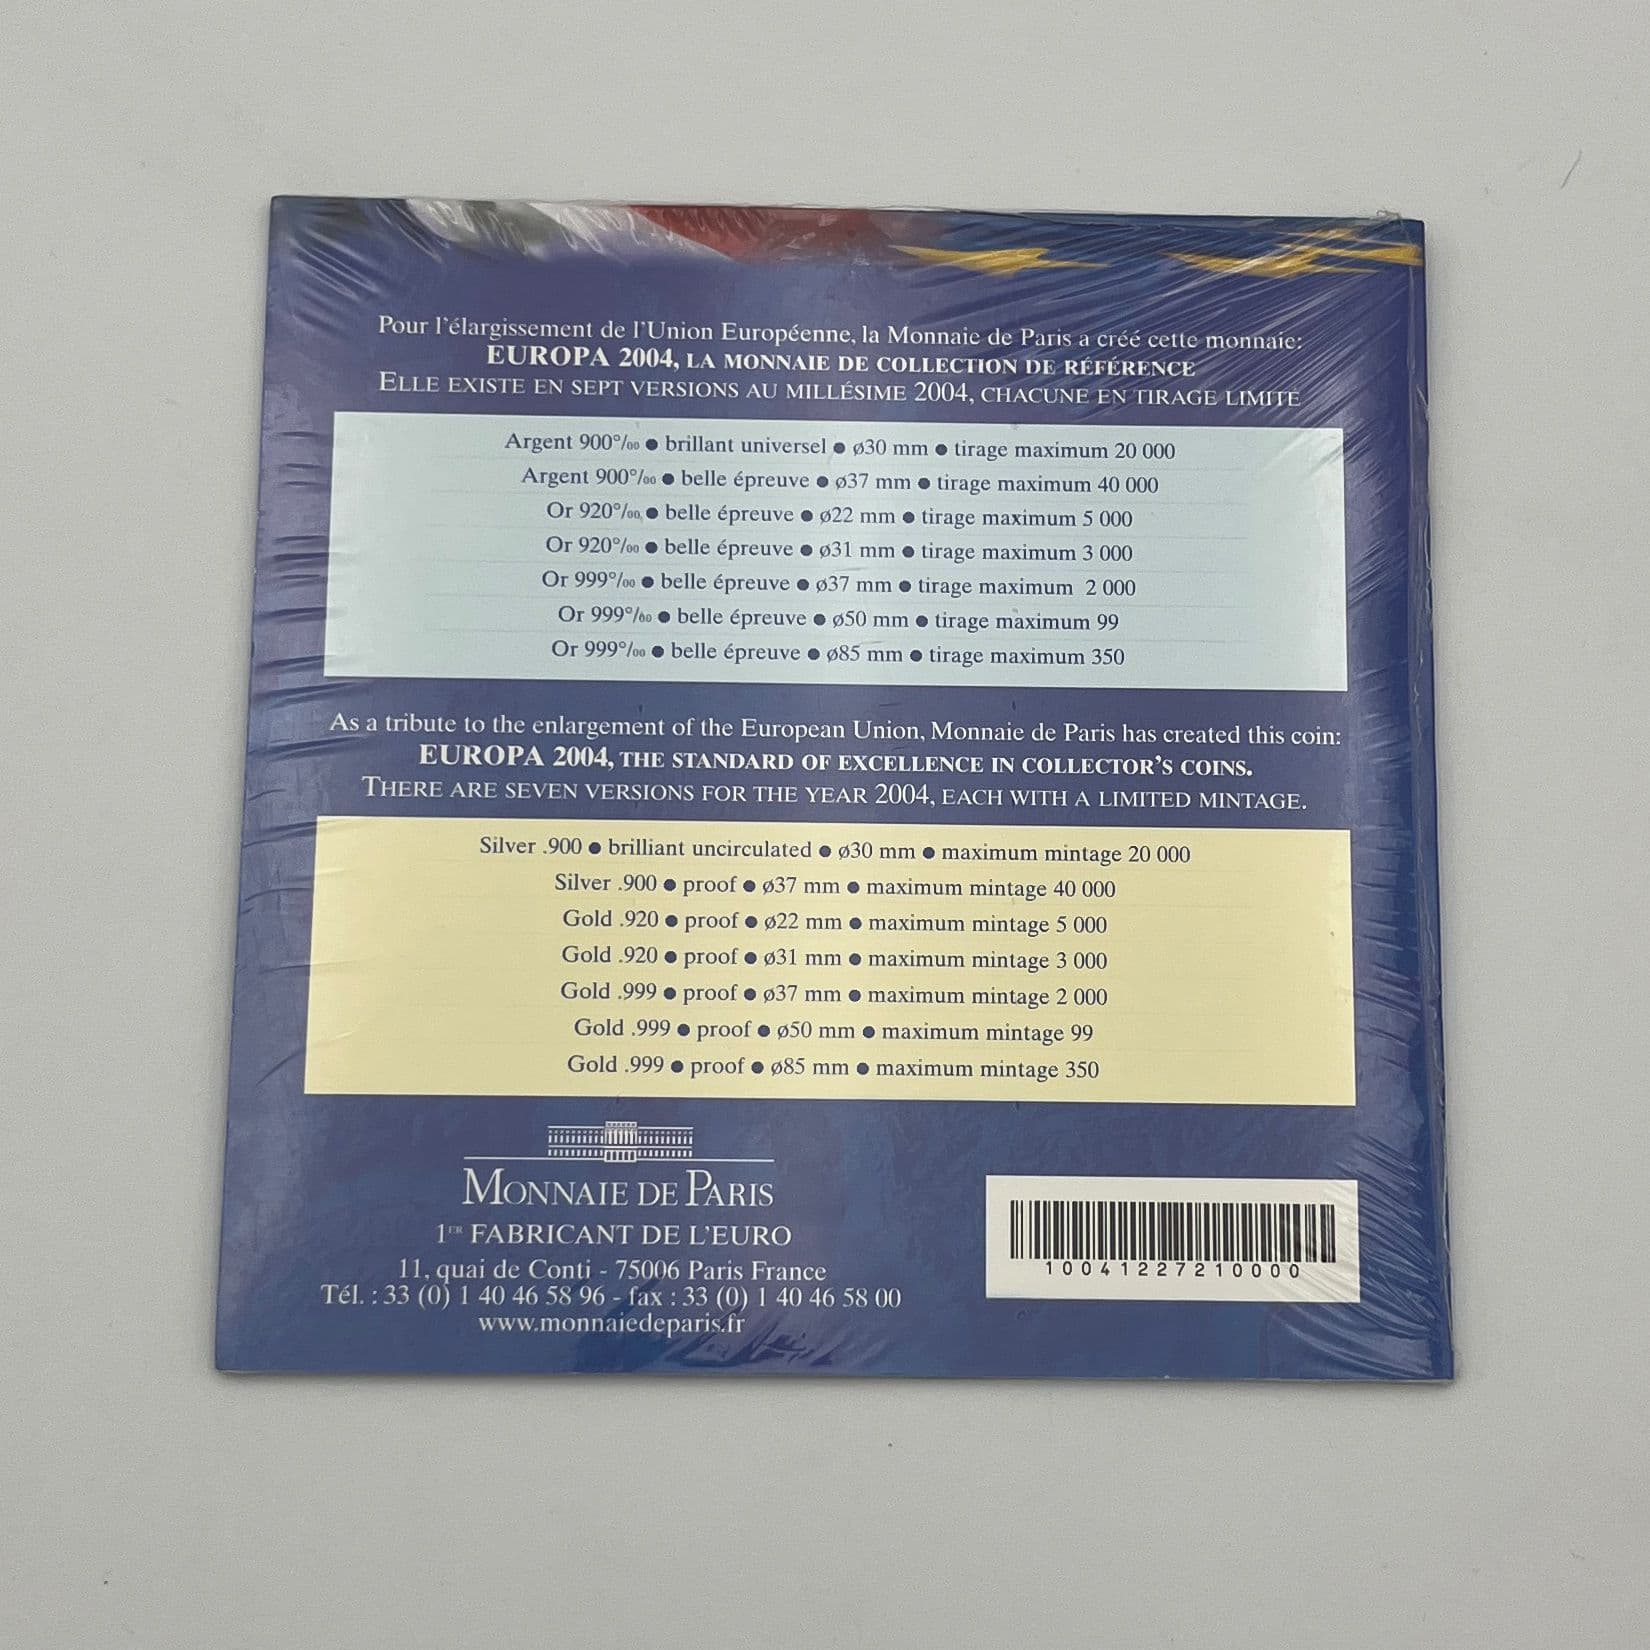 Pour l'élargissement de l'Union Européenne, la Monnaie de Paris a créé cette monnaie:
EUROPA 2004, LA MONNAIE DE COLLECTION DE RÉFÉRENCE
ELLE EXISTE EN SEPT VERSIONS AU MILLÉSIME 2004, CHACUNE EN TIRAGE LIMITÉ
Argent 900°/₀₀ ● brillant universel ● ø30 mm ● tirage maximum 20 000
Argent 900°/₀₀ ● belle épreuve ● ø37 mm ● tirage maximum 40 000
Or 920°/₀₀ ● belle épreuve ● ø22 mm ● tirage maximum 5 000
Or 920°/₀₀ ● belle épreuve ● ø31 mm ● tirage maximum 3 000
Or 999°/₀₀ ● belle épreuve ● ø37 mm ● tirage maximum 2 000
Or 999°/₀₀ ● belle épreuve ● ø50 mm ● tirage maximum 99
Or 999°/₀₀ ● belle épreuve ● ø85 mm ● tirage maximum 350
As a tribute to the enlargement of the European Union, Monnaie de Paris has created this coin:
EUROPA 2004, THE STANDARD OF EXCELLENCE IN COLLECTOR'S COINS.
THERE ARE SEVEN VERSIONS FOR THE YEAR 2004, EACH WITH A LIMITED MINTAGE.
Silver .900 ● brilliant uncirculated ● ø30 mm ● maximum mintage 20 000
Silver .900 ● proof ● ø37 mm ● maximum mintage 40 000
Gold .920 ● proof ● ø22 mm ● maximum mintage 5 000
Gold .920 ● proof ● ø31 mm ● maximum mintage 3 000
Gold .999 ● proof ● ø37 mm ● maximum mintage 2 000
Gold .999 ● proof ● ø50 mm ● maximum mintage 99
Gold .999 ● proof ● ø85 mm ● maximum mintage 350
MONNAIE DE PARIS
1ER FABRICANT DE L'EURO
11, quai de Conti - 75006 Paris France
Tél. : 33 (0) 1 40 46 58 96 - fax : 33 (0) 1 40 46 58 00
www.monnaiedeparis.fr
10041227210000